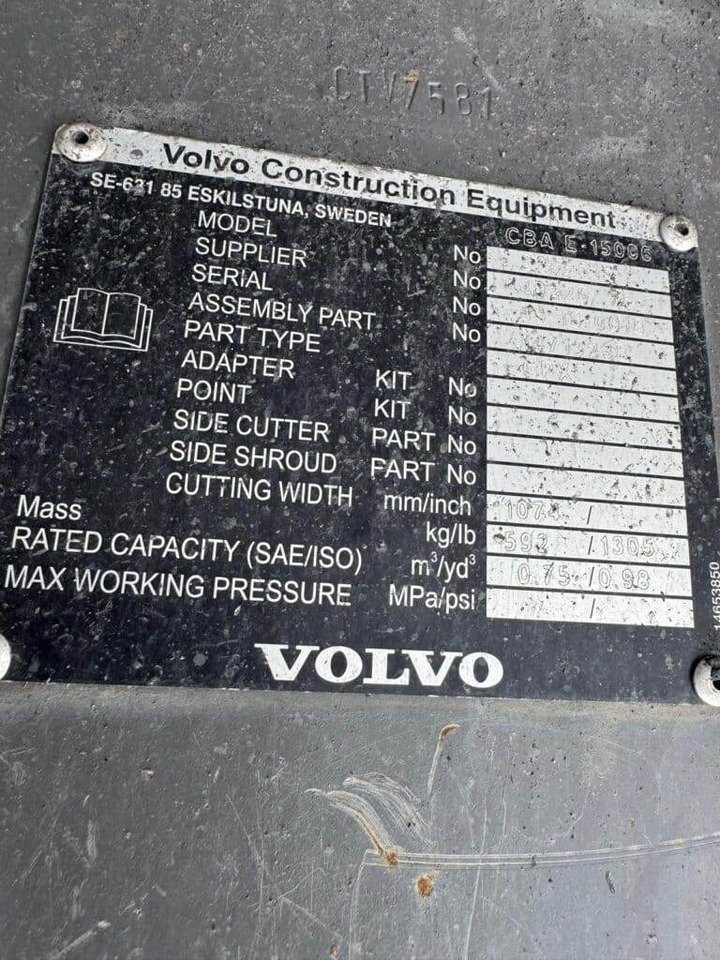 CTV7581
Volvo Construction Equipment
SE-631 85 ESKILSTUNA, SWEDEN
MODEL
SUPPLIER No
SERIAL No
ASSEMBLY PART No
PART TYPE No
ADAPTER KIT No
POINT KIT No
SIDE CUTTER PART No
SIDE SHROUD PART No
CUTTING WIDTH mm/inch 1074 /
Mass kg/lb 592 / 1305
RATED CAPACITY (SAE/ISO) m³/yd³ 0.75 / 0.98
MAX WORKING PRESSURE MPa/psi /
VOLVO
14653850